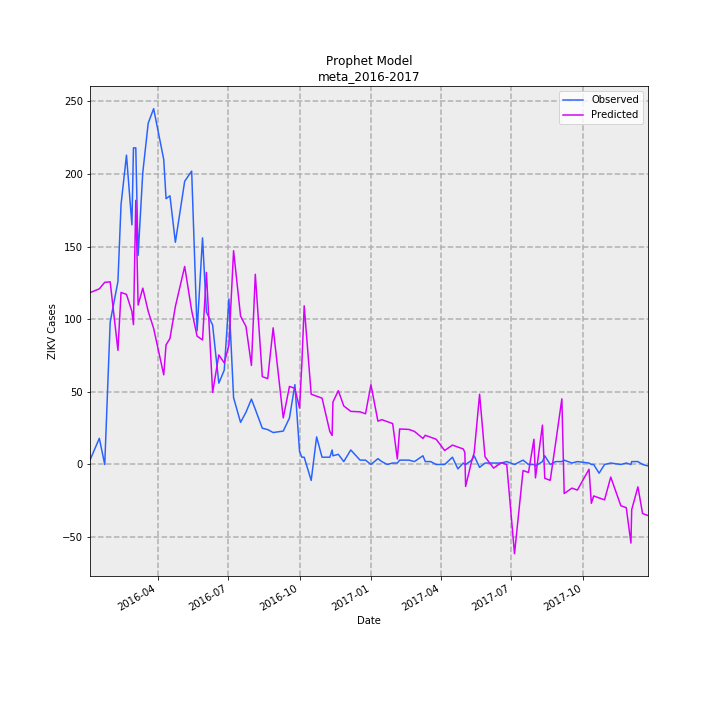 Prophet Model
meta_2016-2017
Observed
Predicted
250
200
150
100
50
0
−50
ZIKV Cases
2016-04
2016-07
2016-10
2017-01
2017-04
2017-07
2017-10
Date